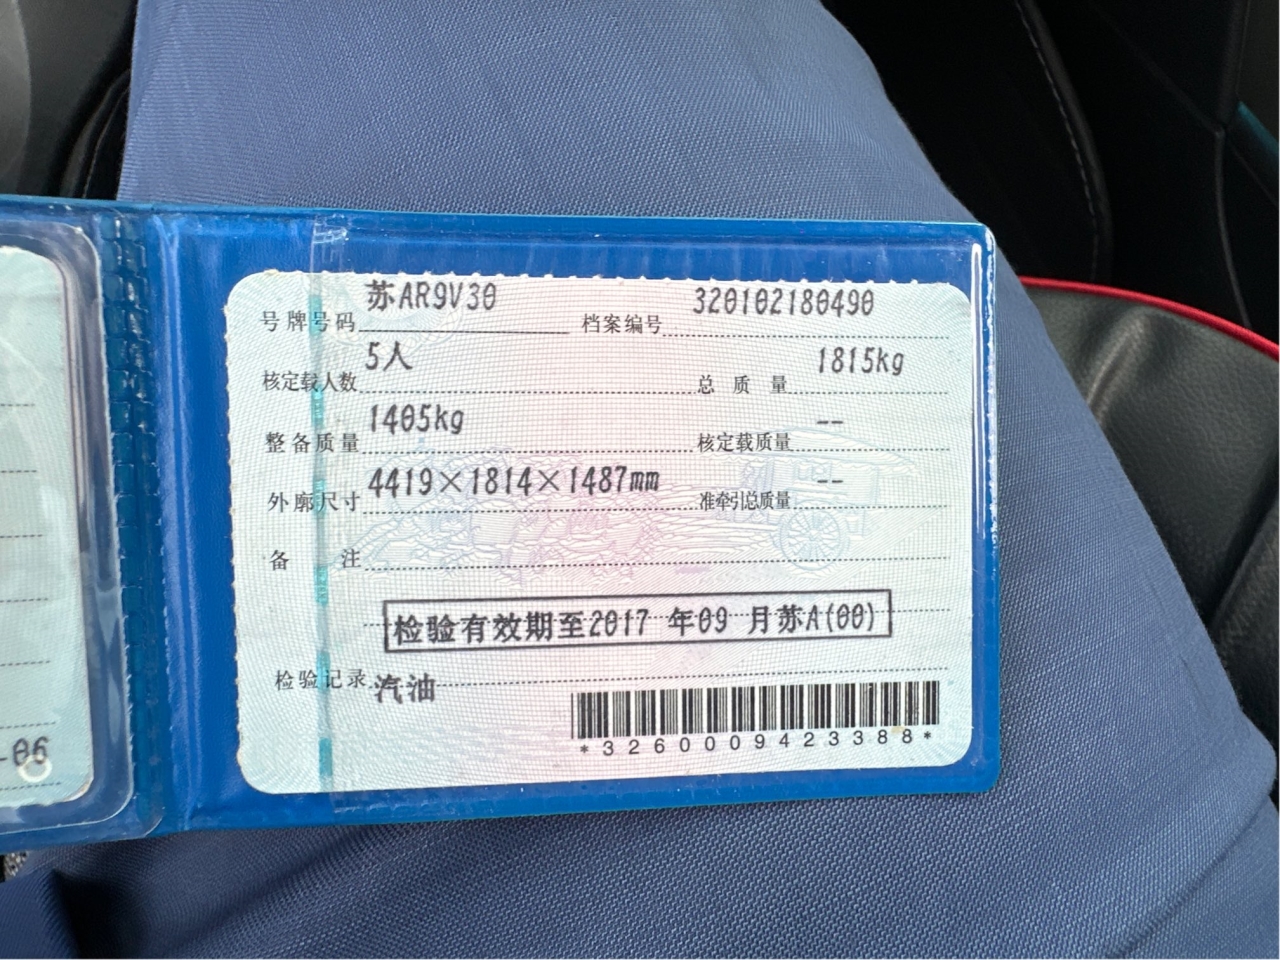 号牌号码 苏AR9V30 档案编号 320102180490
核定载人数 5人 总质量 1815kg
整备质量 1405kg 核定载质量 --
外廓尺寸 4419×1814×1487mm 准牵引总质量 --
备注
检验有效期至2017 年09 月苏A(00)
检验记录 汽油
*3260009423388*
-06